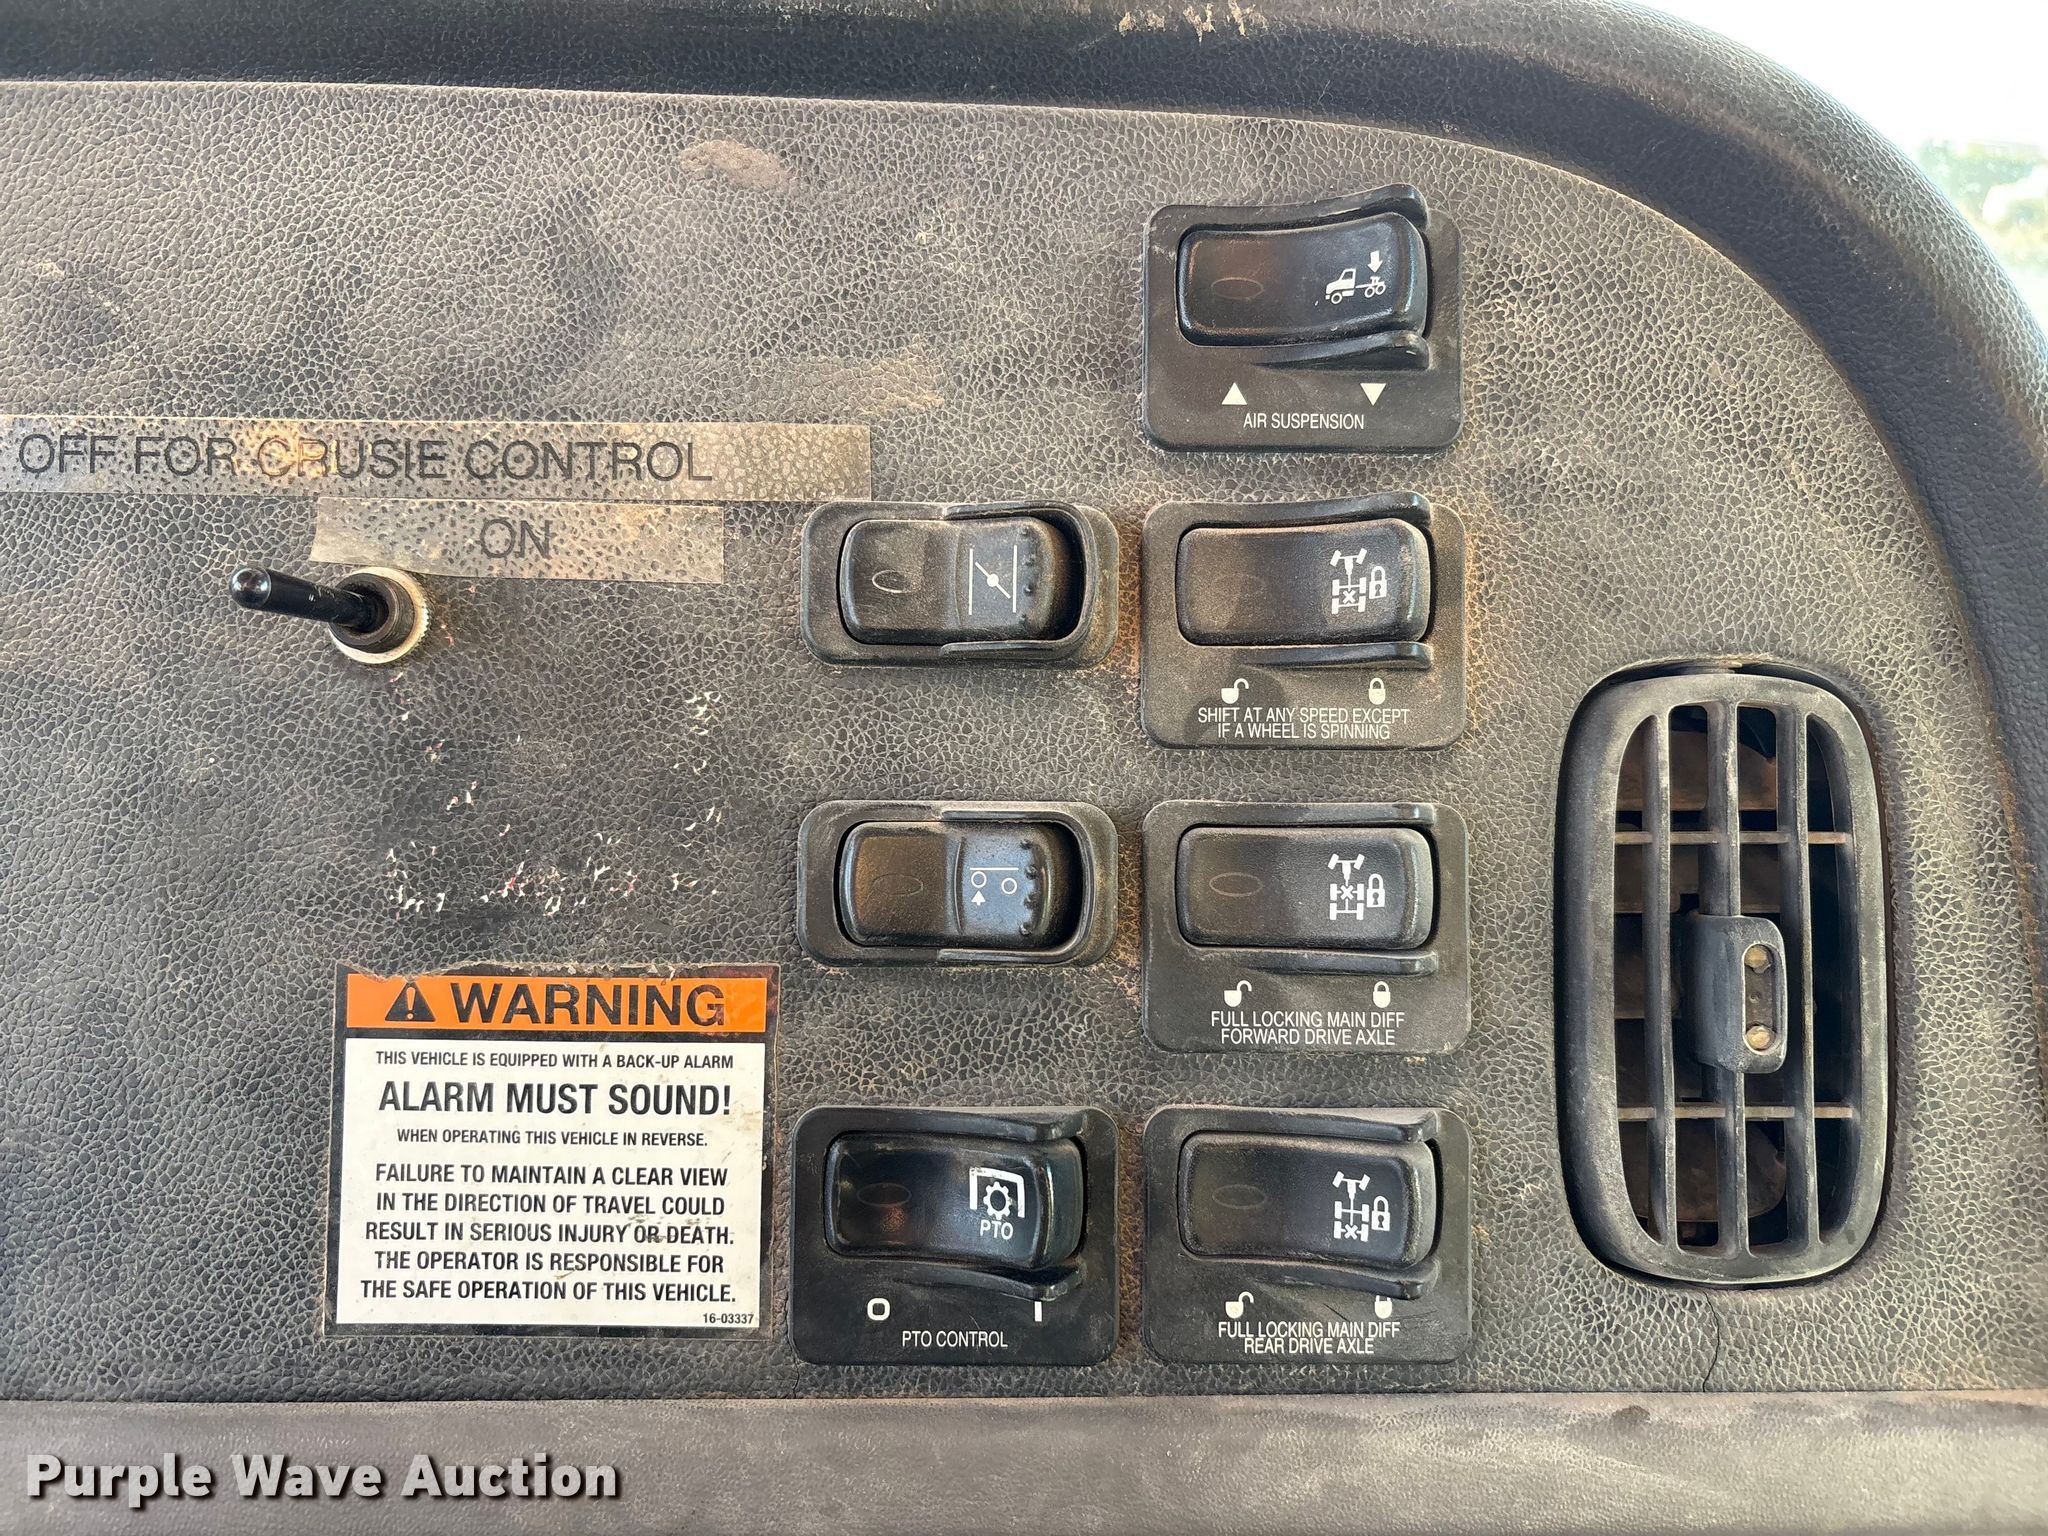 OFF FOR CRUSIE CONTROL
ON
AIR SUSPENSION
SHIFT AT ANY SPEED EXCEPT
IF A WHEEL IS SPINNING
FULL LOCKING MAIN DIFF
FORWARD DRIVE AXLE
WARNING
THIS VEHICLE IS EQUIPPED WITH A BACK-UP ALARM
ALARM MUST SOUND!
WHEN OPERATING THIS VEHICLE IN REVERSE.
FAILURE TO MAINTAIN A CLEAR VIEW
IN THE DIRECTION OF TRAVEL COULD
RESULT IN SERIOUS INJURY OR DEATH.
THE OPERATOR IS RESPONSIBLE FOR
THE SAFE OPERATION OF THIS VEHICLE.
16-03337
PTO
O I
PTO CONTROL
FULL LOCKING MAIN DIFF
REAR DRIVE AXLE
Purple Wave Auction